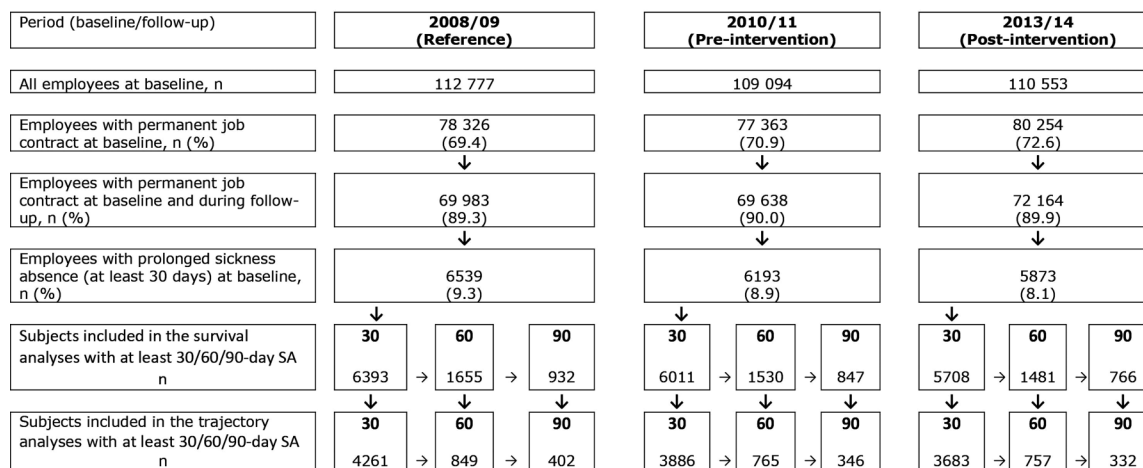 Period (baseline/follow-up)
2008/09
(Reference)
2010/11
(Pre-intervention)
2013/14
(Post-intervention)
All employees at baseline, n
112 777
109 094
110 553
Employees with permanent job
contract at baseline, n (%)
78 326
(69.4)
77 363
(70.9)
80 254
(72.6)
Employees with permanent job
contract at baseline and during follow-
up, n (%)
69 983
(89.3)
69 638
(90.0)
72 164
(89.9)
Employees with prolonged sickness
absence (at least 30 days) at baseline,
n (%)
6539
(9.3)
6193
(8.9)
5873
(8.1)
Subjects included in the survival
analyses with at least 30/60/90-day SA
n
30 60 90 30 60 90 30 60 90
6393 → 1655 → 932 6011 → 1530 → 847 5708 → 1481 → 766
Subjects included in the trajectory
analyses with at least 30/60/90-day SA
n
30 60 90 30 60 90 30 60 90
4261 849 402 3886 765 346 3683 757 332